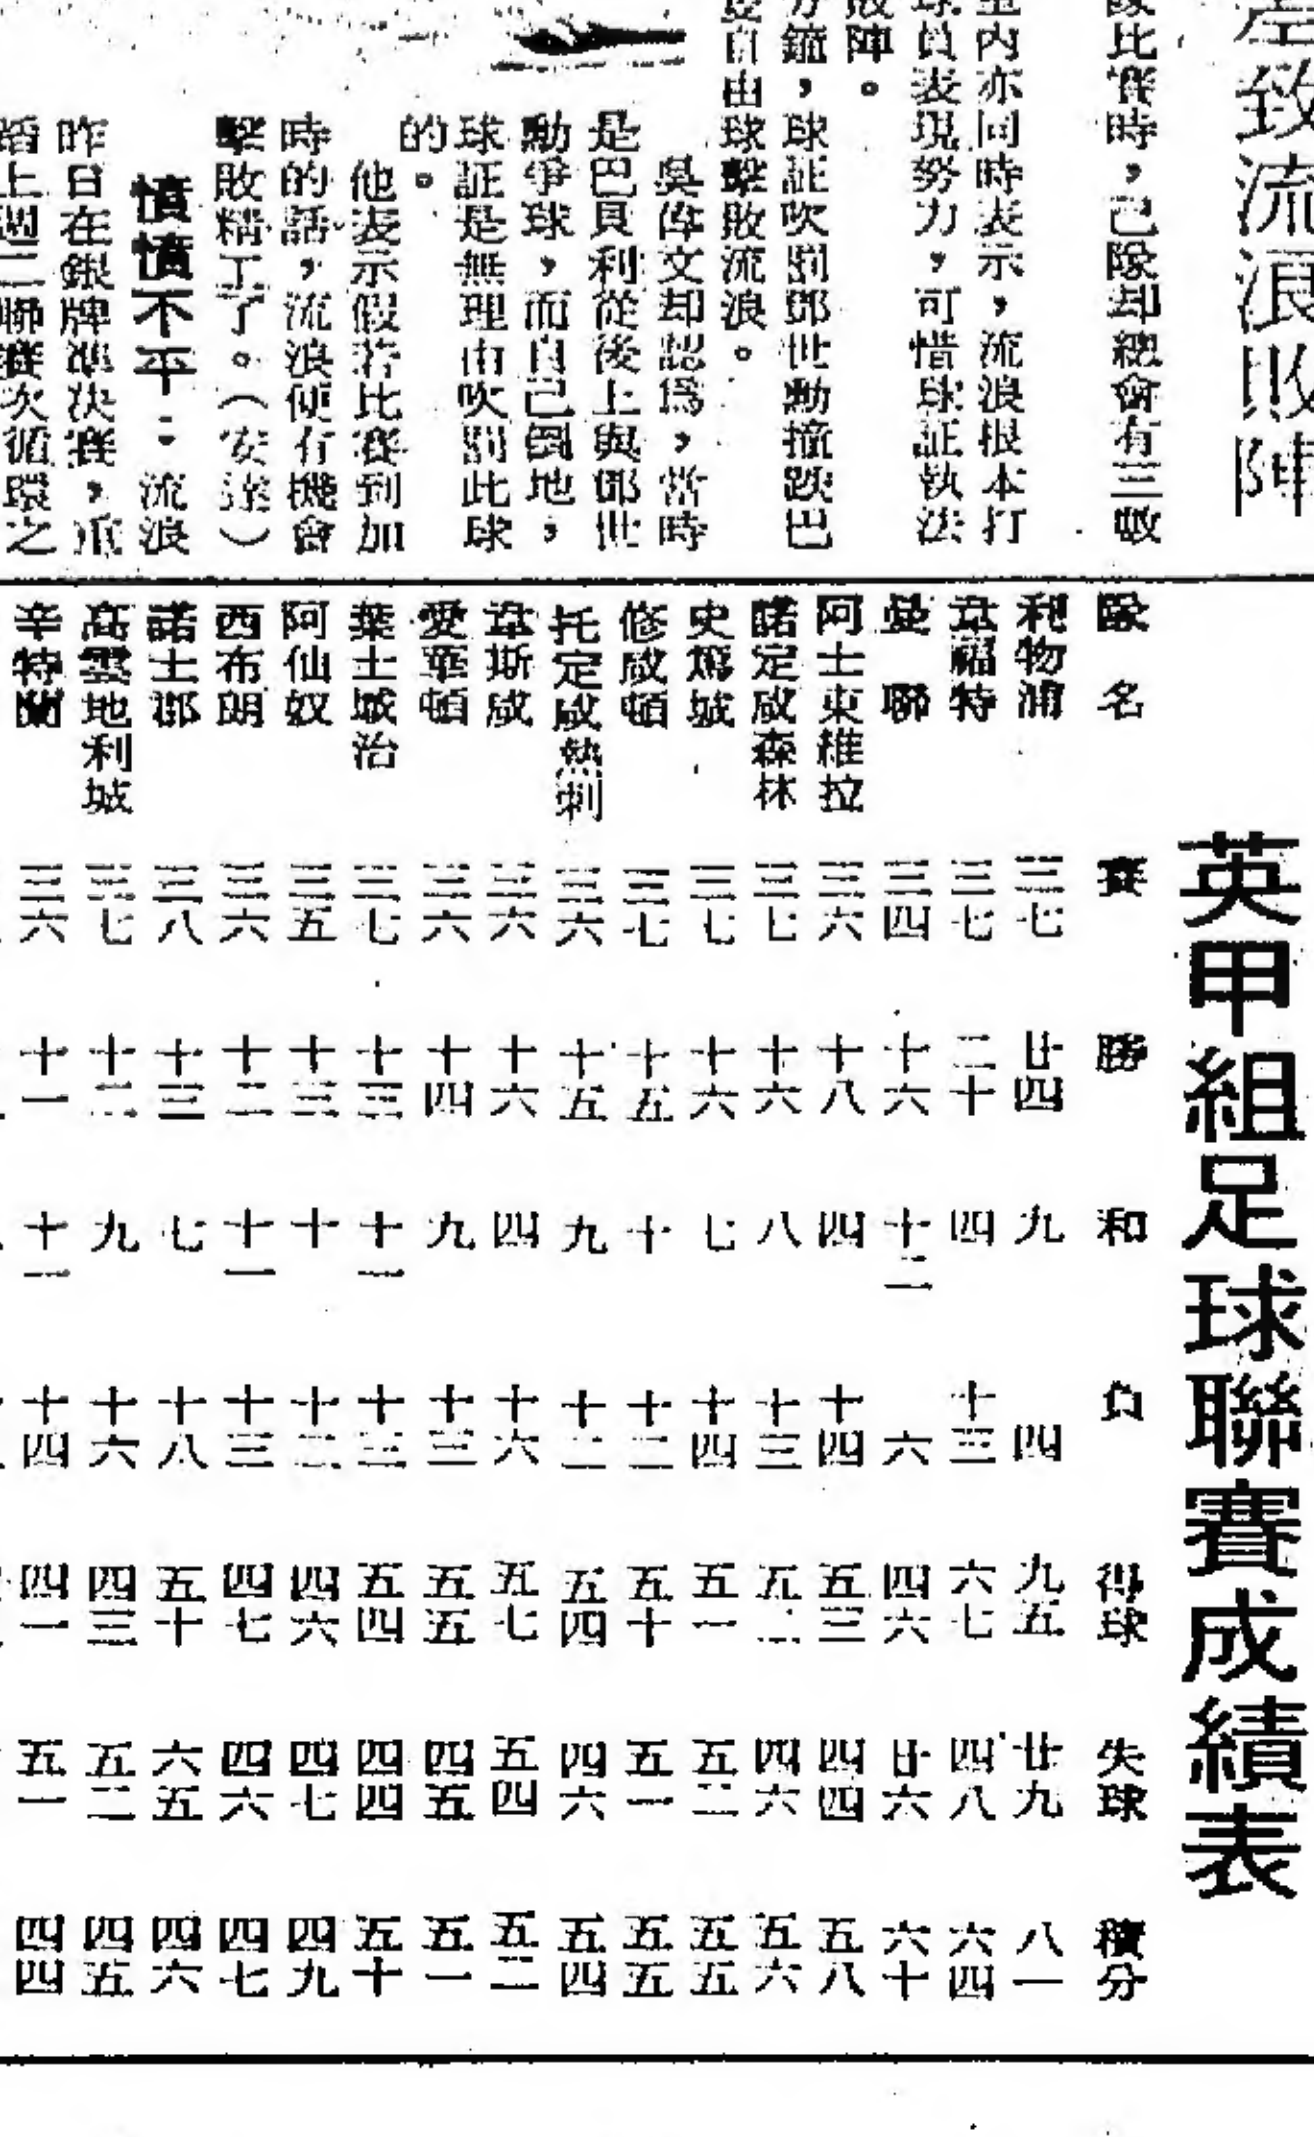 差致流浪敗陣
隊比賽時，己隊却總會有三數
室內亦同時表示，流浪根本打
球員表現努力，可惜球証執法
敗陣。
分鐘，球証吹罰鄧世勳撞跌巴
自由球擊敗流浪。
吳偉文却認爲，當時
是巴貝利從後上與鄧世
勳爭球，而自己倒地，
球証是無理由吹罰此球
的。
他表示假若比賽到加
時的話，流浪便有機會
擊敗精工了。（安達）
憤憤不平：流浪
昨日在銀牌準决賽，重
蹈上週二聯賽次循環之
英甲組足球聯賽成績表
隊名 賽 勝 和 負 得球 失球 積分
利物浦 三七 廿四 九 四 九五 廿九 八一
韋福特 三七 二十 四 十三 六七 四八 六四
曼聯 三四 十六 十二 六 四六 廿六 六十
阿士東維拉 三六 十八 四 十四 五三 四四 五八
諾定咸森林 三七 十六 八 十三 五二 四六 五六
史篤城 三七 十六 七 十四 五一 五二 五五
修咸頓 三七 十五 十 十二 五十 五一 五五
托定咸熱刺 三六 十五 九 十二 五四 四六 五四
韋斯咸 三六 十六 四 十六 五七 五四 五二
愛華頓 三六 十四 九 十三 五五 四五 五一
葉士域治 三七 十三 十一 十三 五四 四四 五十
阿仙奴 三五 十三 十 十二 四六 四七 四九
西布朗 三六 十二 十一 十三 四七 四六 四七
諾士郡 三八 十三 七 十八 五十 六五 四六
高雲地利城 三七 十二 九 十六 四三 五二 四五
辛特蘭 三六 十一 十一 十四 四一 五一 四四